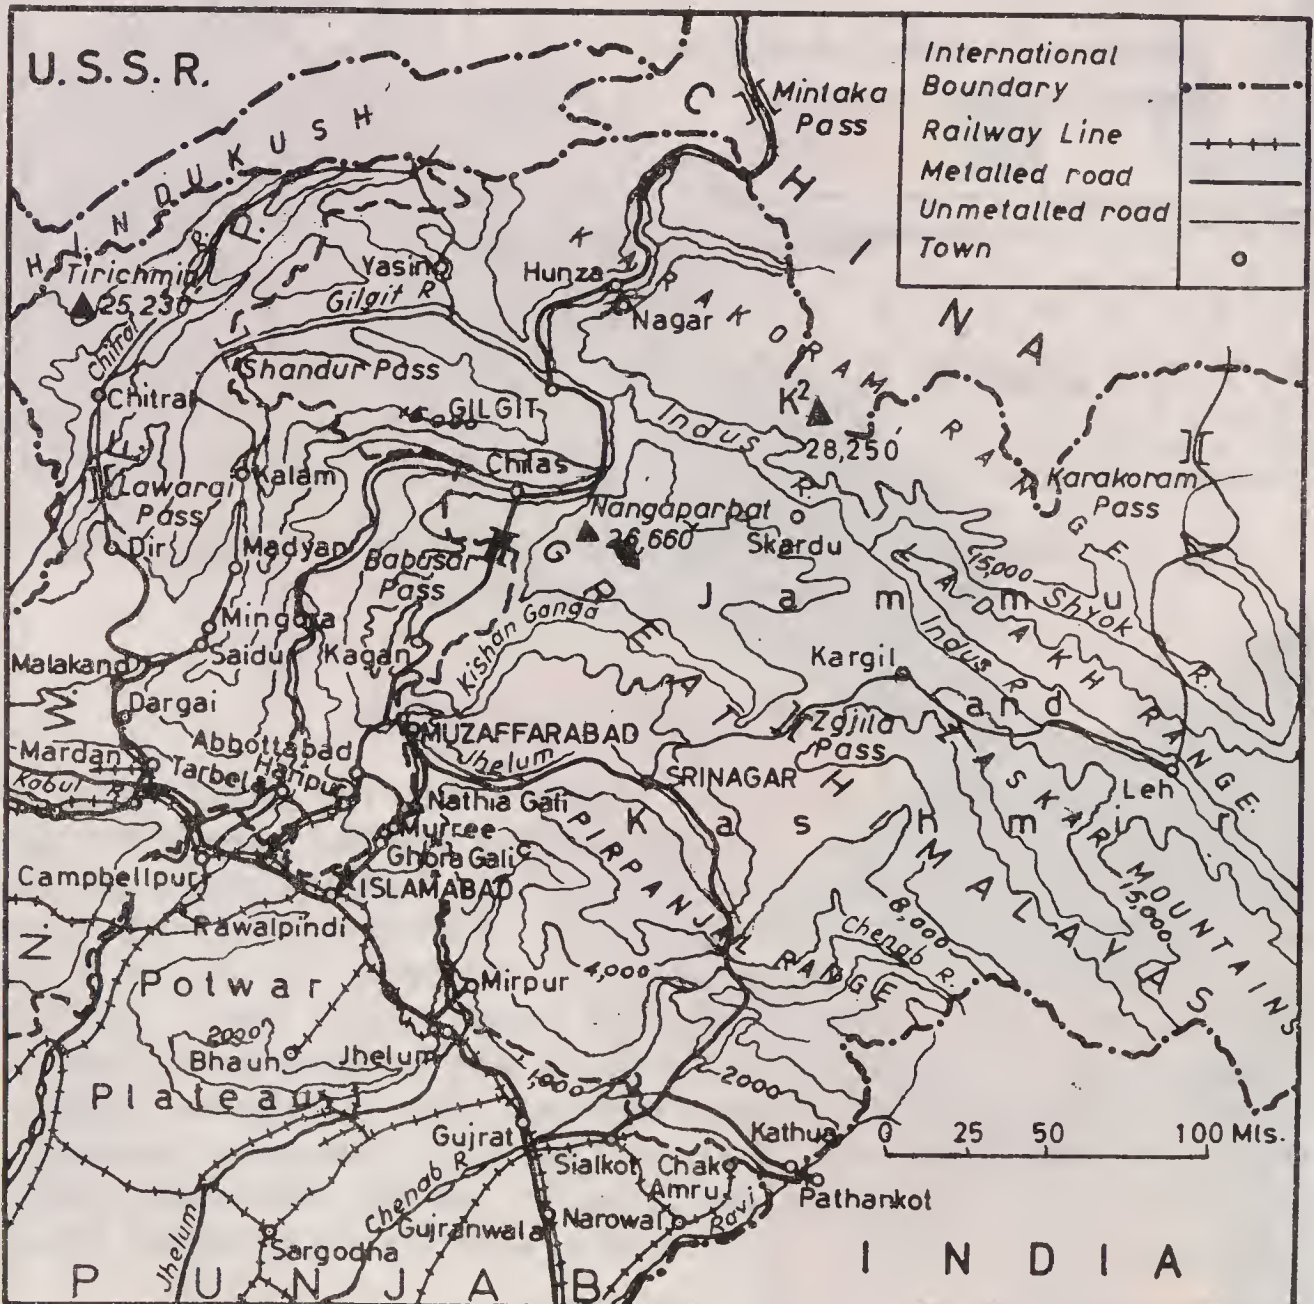 U.S.S.R.
International
Boundary
Railway Line
Metalled road
Unmetalled road
Town
Mintaka
Pass
CHINA
HINDUKUSH
Tirichmir
25,230
Yasin
Gilgit R
Hunza
Nagar
KARAKORAM RANGE
Chitral
R.
Shandur Pass
Chitral
15,000
GILGIT
K2
28,250
Indus
R.
Karakoram
Pass
Chilas
Kalam
Lawarai
Pass
Nangaparbat
26,660
Skardu
Dir
Madyan
Babusar
Pass
15,000
Shyok
R.
LADAKH RANGE
GREAT HIMALAYAS
Jammu
and
Kashmir
Kishan Ganga
Indus R
Mingora
Saidu
Kagan
Malakand
Kargil
Dargai
N.W.F.P.
Abbottabad
MUZAFFARABAD
Zojila
Pass
Mardan
Tarbela
Haripur
Jhelum
SRINAGAR
Kabul R
Nathia Gali
Leh
ZASKAR MOUNTAINS
Murree
Ghora Gali
PIRPANJAL RANGE
Campbellpur
ISLAMABAD
15,000
8,000
Chenab R.
Rawalpindi
4,000
Potwar
Mirpur
2000
Bhaun
Jhelum
1,000
2000
Plateau
Gujrat
Kathua
0 25 50 100 Mls.
Sialkot
Chak
Amru
Pathankot
Chenab R
Gujranwala
Narowal
Ravi
Sargodha
Jhelum
PUNJAB
INDIA